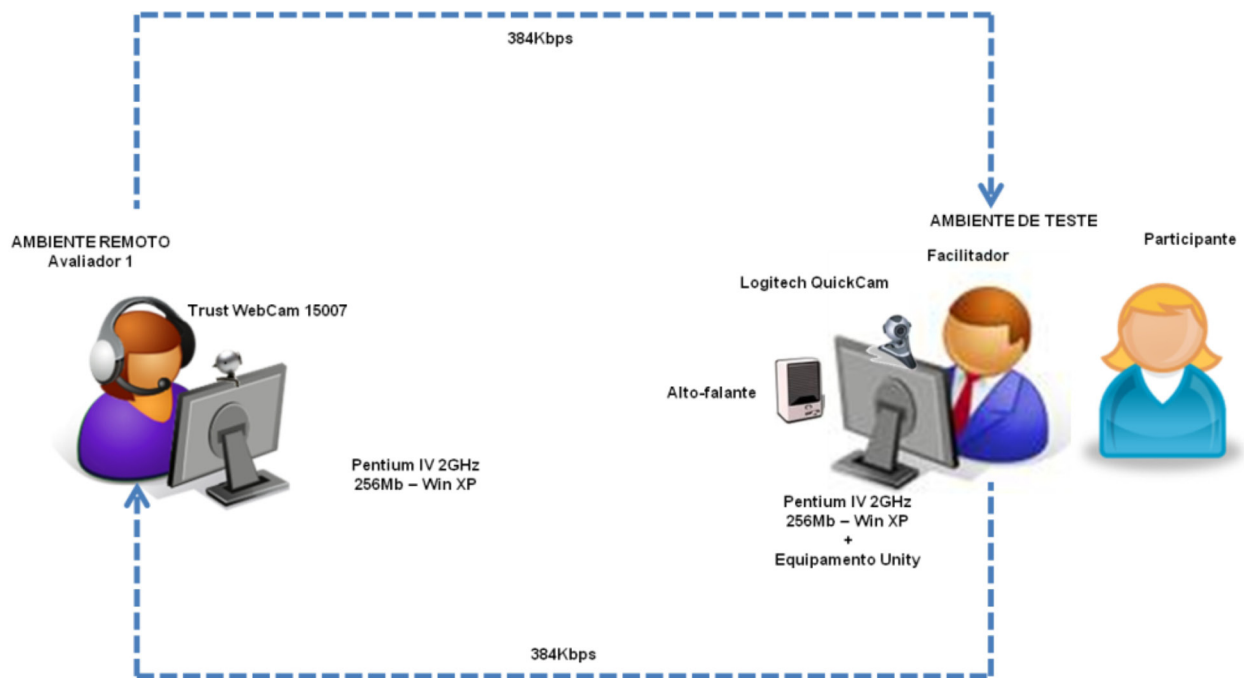 384Kbps
AMBIENTE REMOTO
Avaliador 1
Trust WebCam 15007
Pentium IV 2GHz
256Mb – Win XP
AMBIENTE DE TESTE
Facilitador
Participante
Logitech QuickCam
Alto-falante
Pentium IV 2GHz
256Mb – Win XP
+
Equipamento Unity
384Kbps